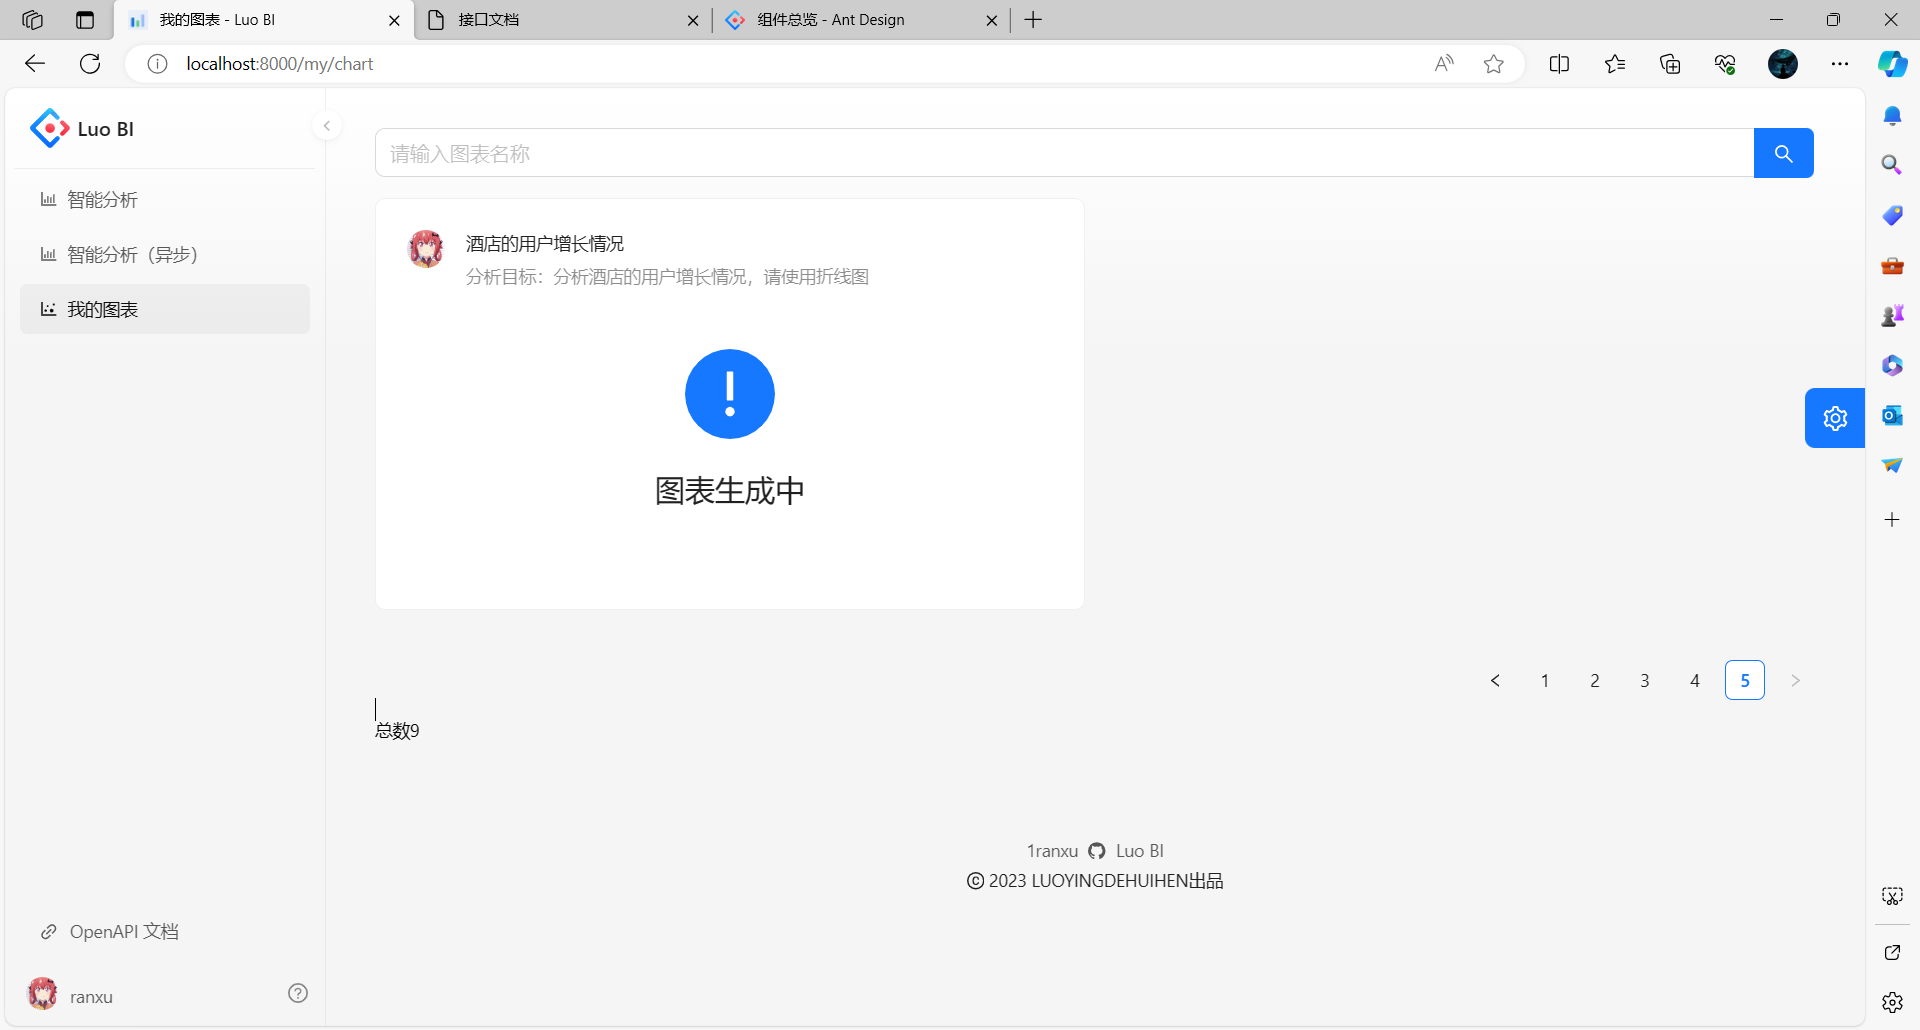 我的图表 - Luo BI
接口文档
组件总览 - Ant Design
localhost:8000/my/chart
Luo BI
智能分析
智能分析（异步）
我的图表
请输入图表名称
酒店的用户增长情况
分析目标：分析酒店的用户增长情况，请使用折线图
图表生成中
1 2 3 4 5
总数9
1ranxu Luo BI
© 2023 LUOYINGDEHUIHEN出品
OpenAPI 文档
ranxu